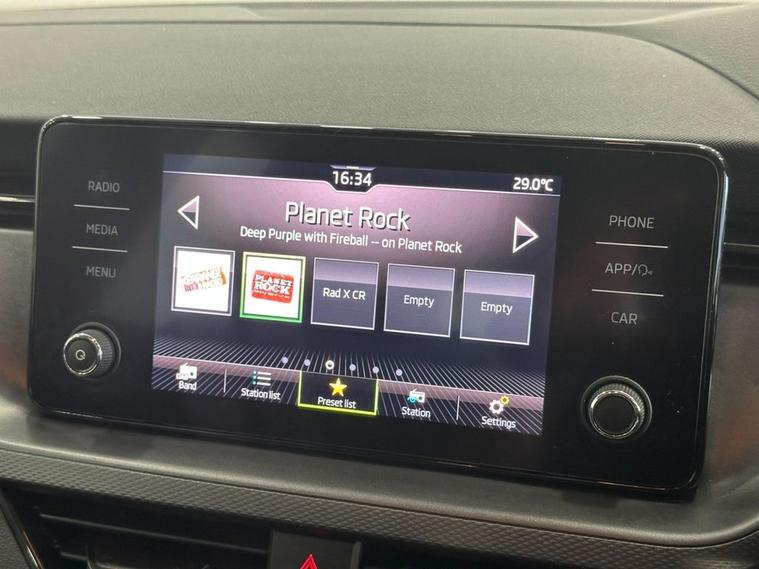 16:34
29.0°C
RADIO
MEDIA
MENU
Planet Rock
Deep Purple with Fireball -- on Planet Rock
PLANET
ROCK
Rad X CR
Empty
Empty
Band
Station list
Preset list
Station
Settings
PHONE
APP/
CAR